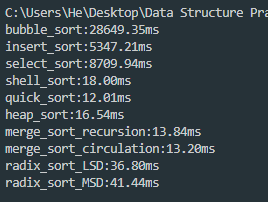 C:\Users\He\Desktop\Data Structure Pra
bubble_sort:28649.35ms
insert_sort:5347.21ms
select_sort:8709.94ms
shell_sort:18.00ms
quick_sort:12.01ms
heap_sort:16.54ms
merge_sort_recursion:13.84ms
merge_sort_circulation:13.20ms
radix_sort_LSD:36.80ms
radix_sort_MSD:41.44ms